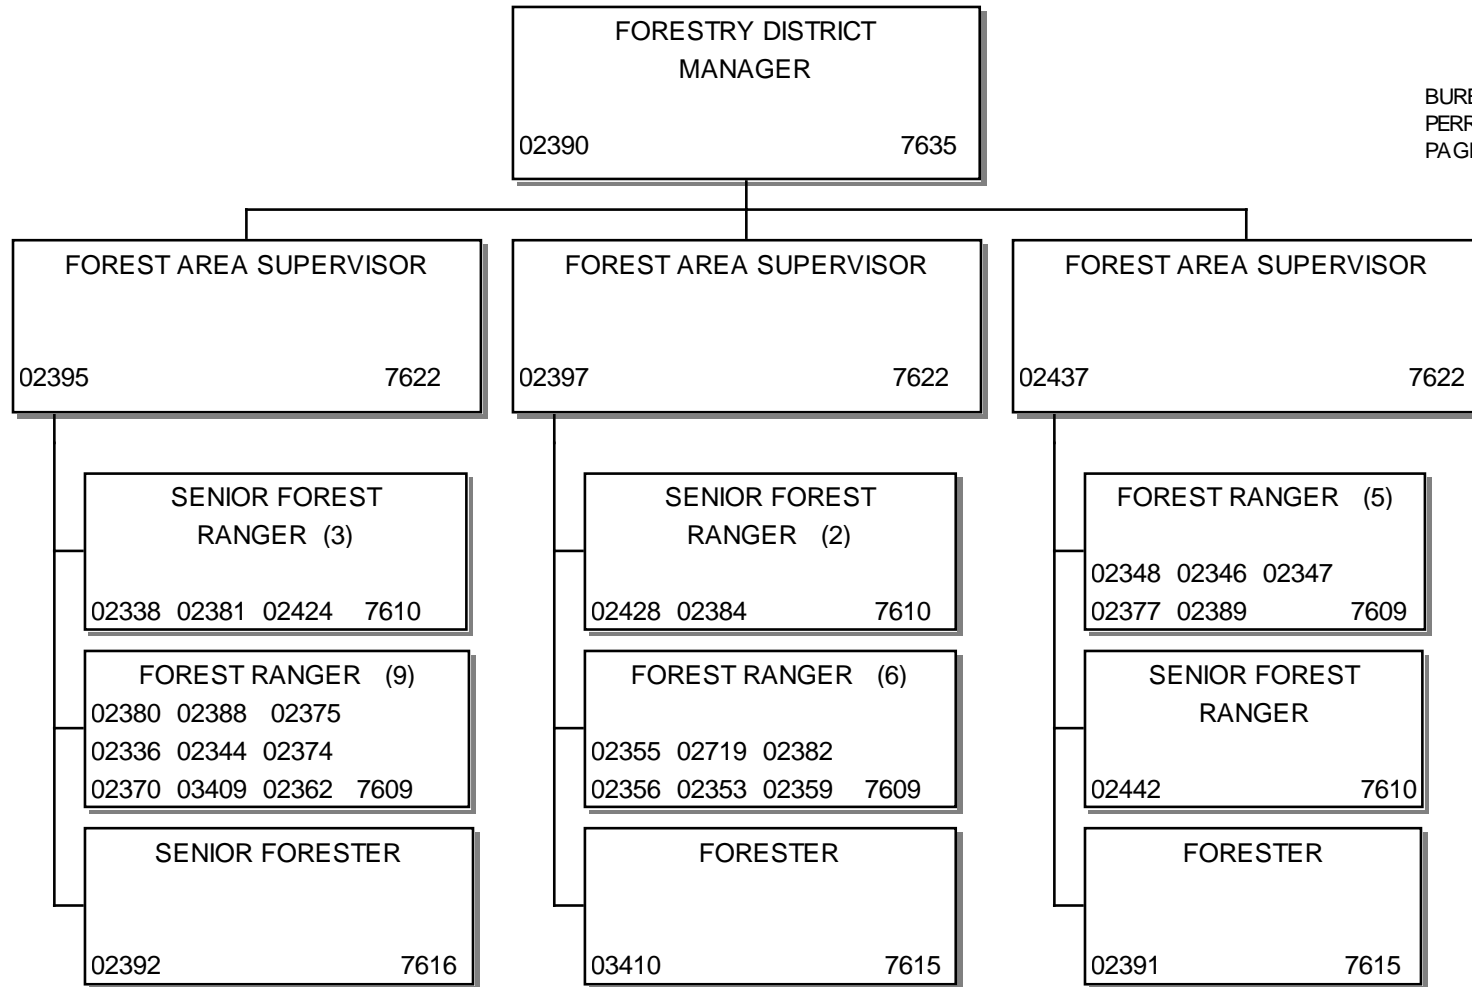 FORESTRY DISTRICT
MANAGER
02390 7635
FOREST AREA SUPERVISOR
02395 7622
SENIOR FOREST
RANGER (3)
02338 02381 02424 7610
FOREST RANGER (9)
02380 02388 02375
02336 02344 02374
02370 03409 02362 7609
SENIOR FORESTER
02392 7616
FOREST AREA SUPERVISOR
02397 7622
SENIOR FOREST
RANGER (2)
02428 02384 7610
FOREST RANGER (6)
02355 02719 02382
02356 02353 02359 7609
FORESTER
03410 7615
FOREST AREA SUPERVISOR
02437 7622
FOREST RANGER (5)
02348 02346 02347
02377 02389 7609
SENIOR FOREST
RANGER
02442 7610
FORESTER
02391 7615